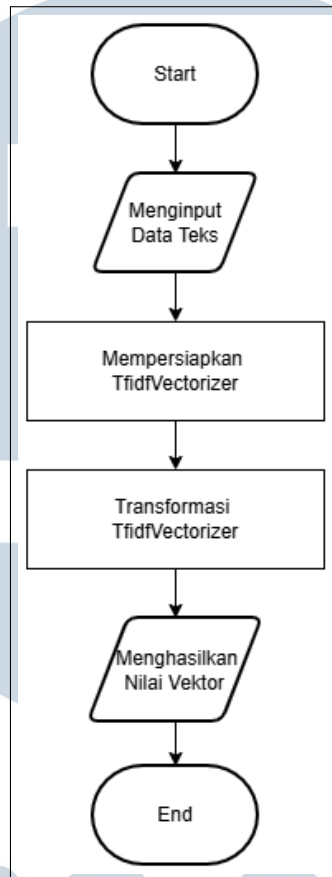 Start
Menginput
Data Teks
Mempersiapkan
TfidfVectorizer
Transformasi
TfidfVectorizer
Menghasilkan
Nilai Vektor
End